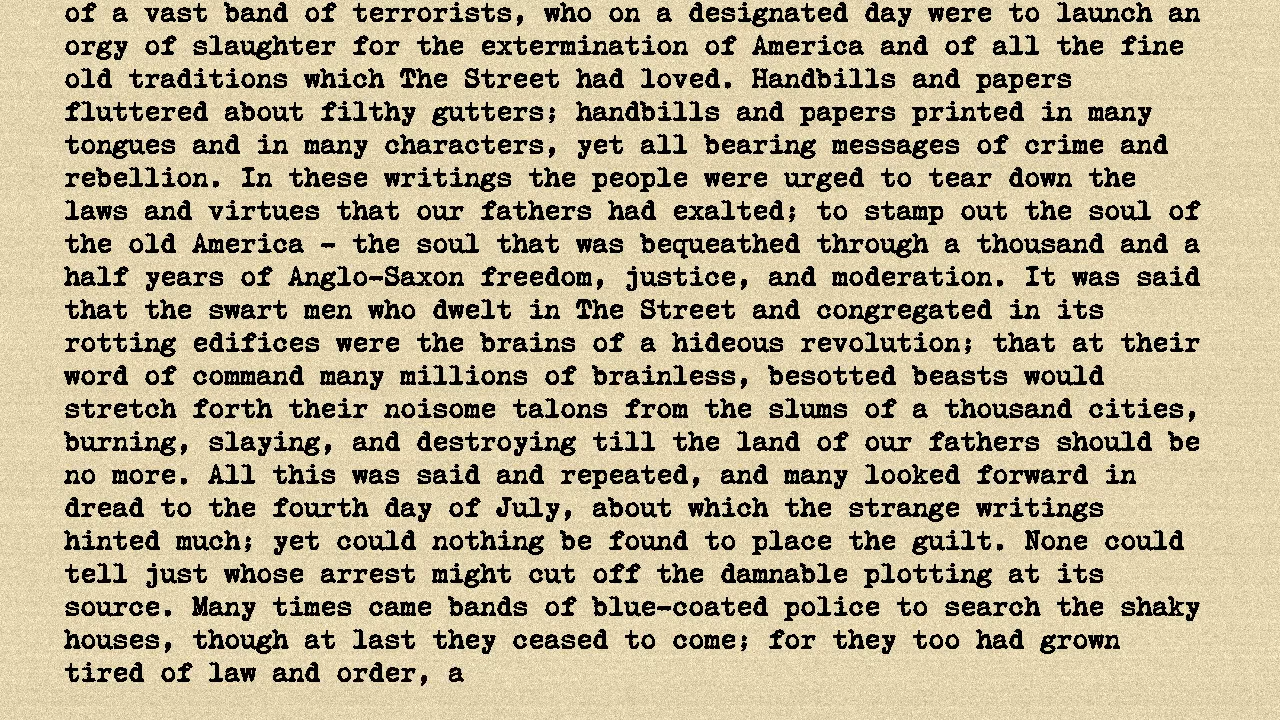 of a vast band of terrorists, who on a designated day were to launch an
orgy of slaughter for the extermination of America and of all the fine
old traditions which The Street had loved. Handbills and papers
fluttered about filthy gutters; handbills and papers printed in many
tongues and in many characters, yet all bearing messages of crime and
rebellion. In these writings the people were urged to tear down the
laws and virtues that our fathers had exalted; to stamp out the soul of
the old America – the soul that was bequeathed through a thousand and a
half years of Anglo-Saxon freedom, justice, and moderation. It was said
that the swart men who dwelt in The Street and congregated in its
rotting edifices were the brains of a hideous revolution; that at their
word of command many millions of brainless, besotted beasts would
stretch forth their noisome talons from the slums of a thousand cities,
burning, slaying, and destroying till the land of our fathers should be
no more. All this was said and repeated, and many looked forward in
dread to the fourth day of July, about which the strange writings
hinted much; yet could nothing be found to place the guilt. None could
tell just whose arrest might cut off the damnable plotting at its
source. Many times came bands of blue-coated police to search the shaky
houses, though at last they ceased to come; for they too had grown
tired of law and order, a